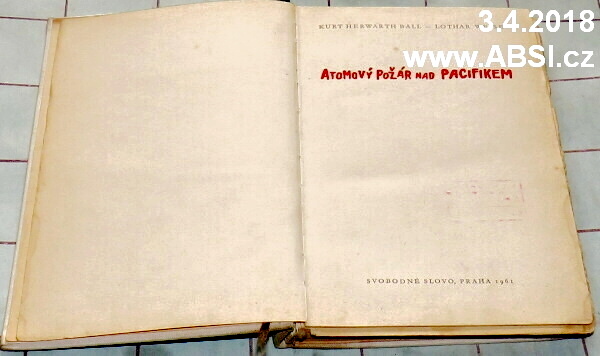 3.4.2018
www.ABSI.cz
KURT HERWARTH BALL – LOTHAR
ATOMOVÝ POŽÁR NAD PACIFIKEM
SVOBODNÉ SLOVO, PRAHA 1961